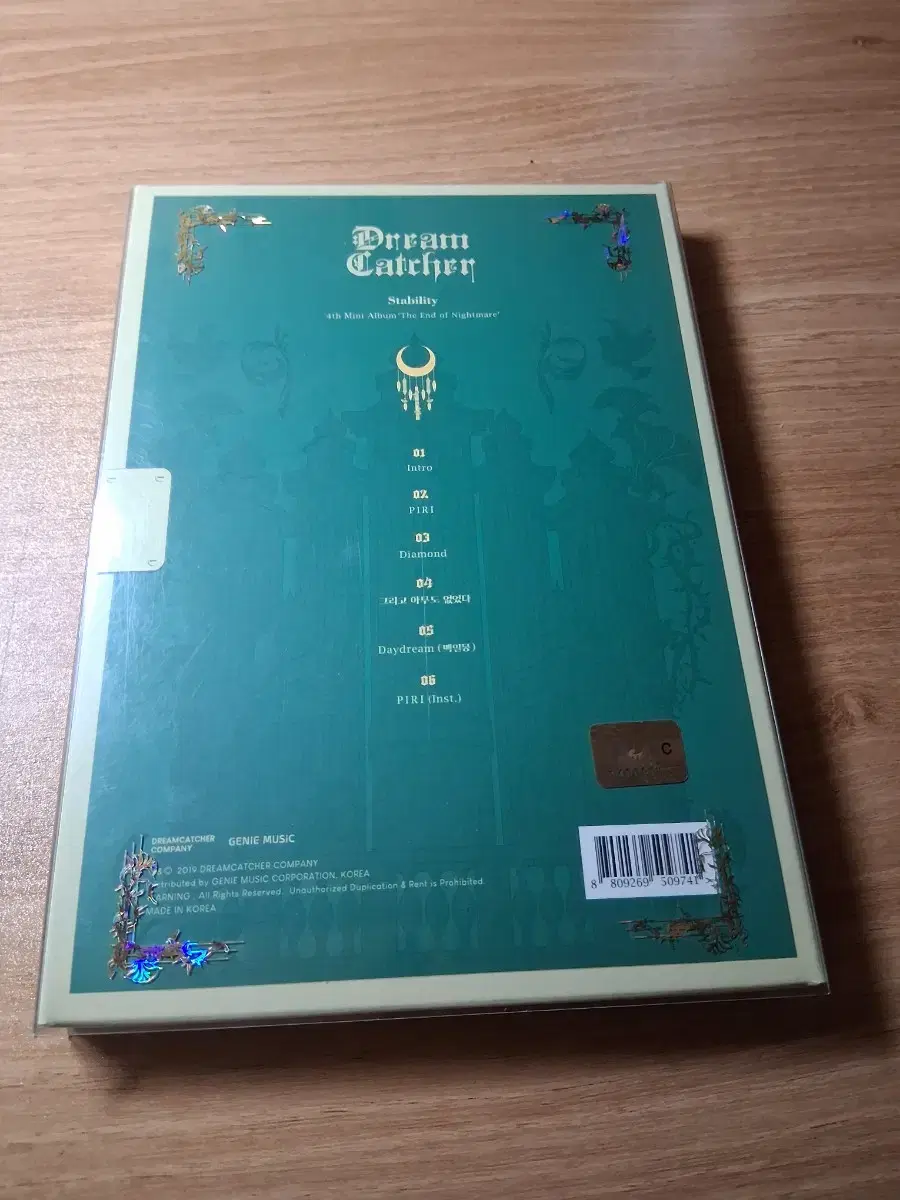 Dream
Catcher
Stability
4th Mini Album 'The End of Nightmare'
01
Intro
02
PIRI
03
Diamond
04
그리고 아무도 없었다
05
Daydream (백일몽)
06
PIRI (Inst.)
C
DREAMCATCHER
COMPANY
GENIE MUSIC
© 2019 DREAMCATCHER COMPANY
by GENIE MUSIC CORPORATION, KOREA
All Rights Reserved. Unauthorized Duplication & Rent is Prohibited.
MADE IN KOREA
8 809269 509741